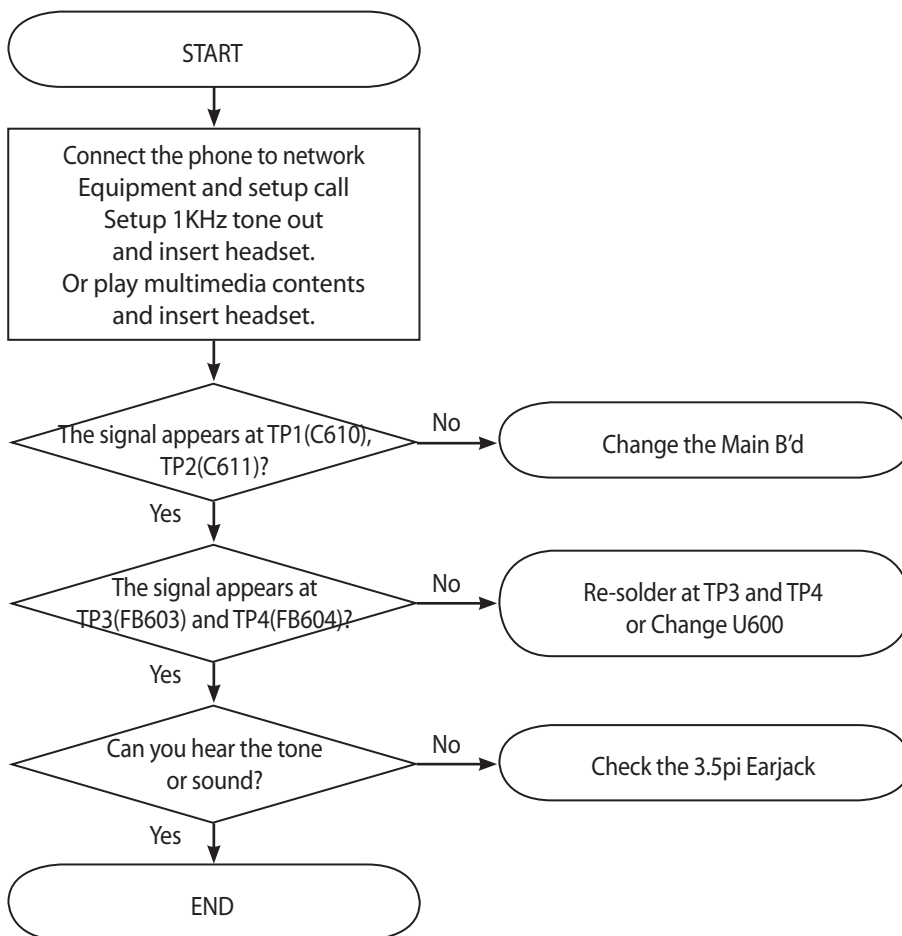 START
Connect the phone to network
Equipment and setup call
Setup 1KHz tone out
and insert headset.
Or play multimedia contents
and insert headset.
The signal appears at TP1(C610),
TP2(C611)?
No
Change the Main B'd
Yes
The signal appears at
TP3(FB603) and TP4(FB604)?
No
Re-solder at TP3 and TP4
or Change U600
Yes
Can you hear the tone
or sound?
No
Check the 3.5pi Earjack
Yes
END